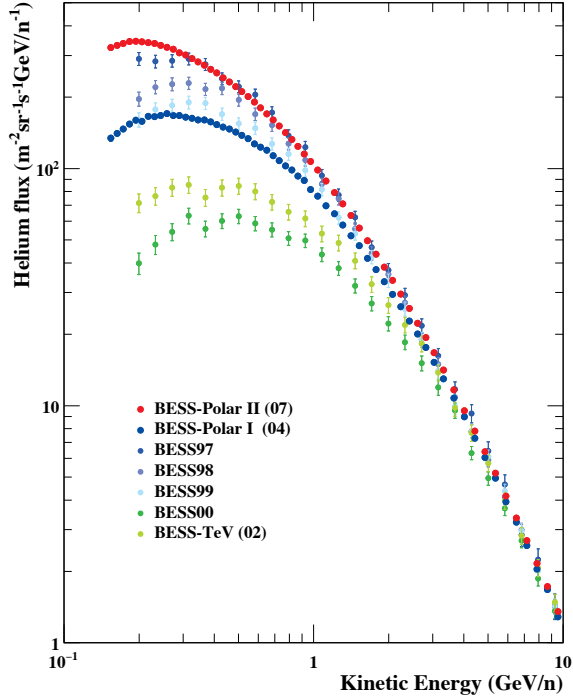 Helium flux (m⁻²sr⁻¹s⁻¹GeV/n⁻¹)
10²
10
1
BESS-Polar II (07)
BESS-Polar I (04)
BESS97
BESS98
BESS99
BESS00
BESS-TeV (02)
10⁻¹ 1 10
Kinetic Energy (GeV/n)